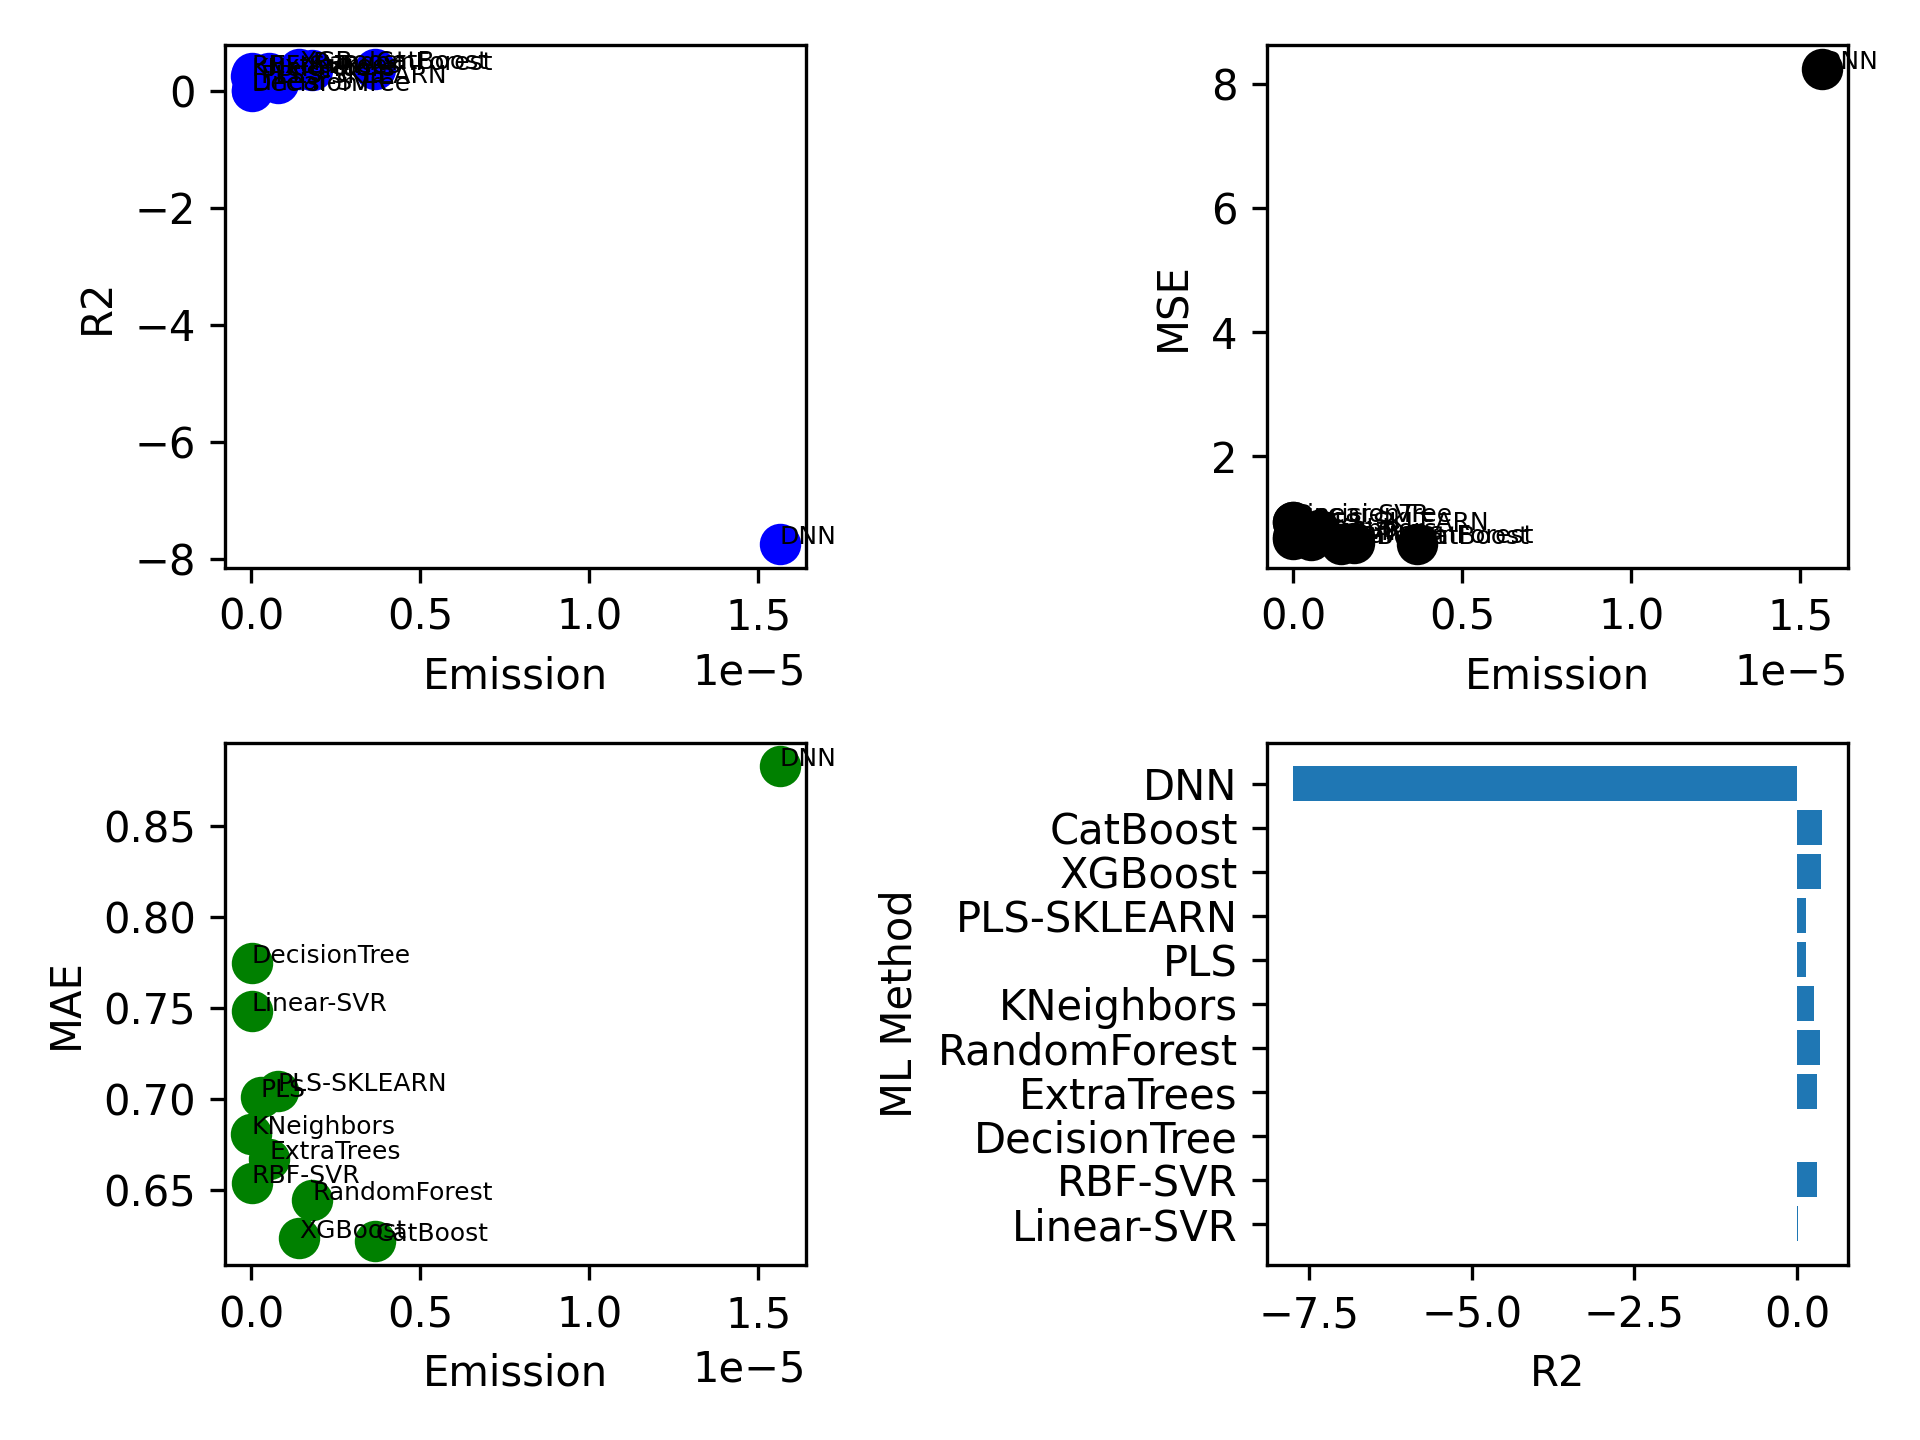 0
−2
−4
−6
−8
R2
CatBoost
DecisionTree
DNN
0.0 0.5 1.0 1.5
Emission
1e−5
8
6
4
2
MSE
DNN
0.0 0.5 1.0 1.5
Emission
1e−5
0.85
0.80
0.75
0.70
0.65
MAE
DNN
DecisionTree
Linear-SVR
PLS-SKLEARN
PLS
KNeighbors
ExtraTrees
RBF-SVR
RandomForest
XGBoost
CatBoost
0.0 0.5 1.0 1.5
Emission
1e−5
ML Method
DNN
CatBoost
XGBoost
PLS-SKLEARN
PLS
KNeighbors
RandomForest
ExtraTrees
DecisionTree
RBF-SVR
Linear-SVR
−7.5 −5.0 −2.5 0.0
R2